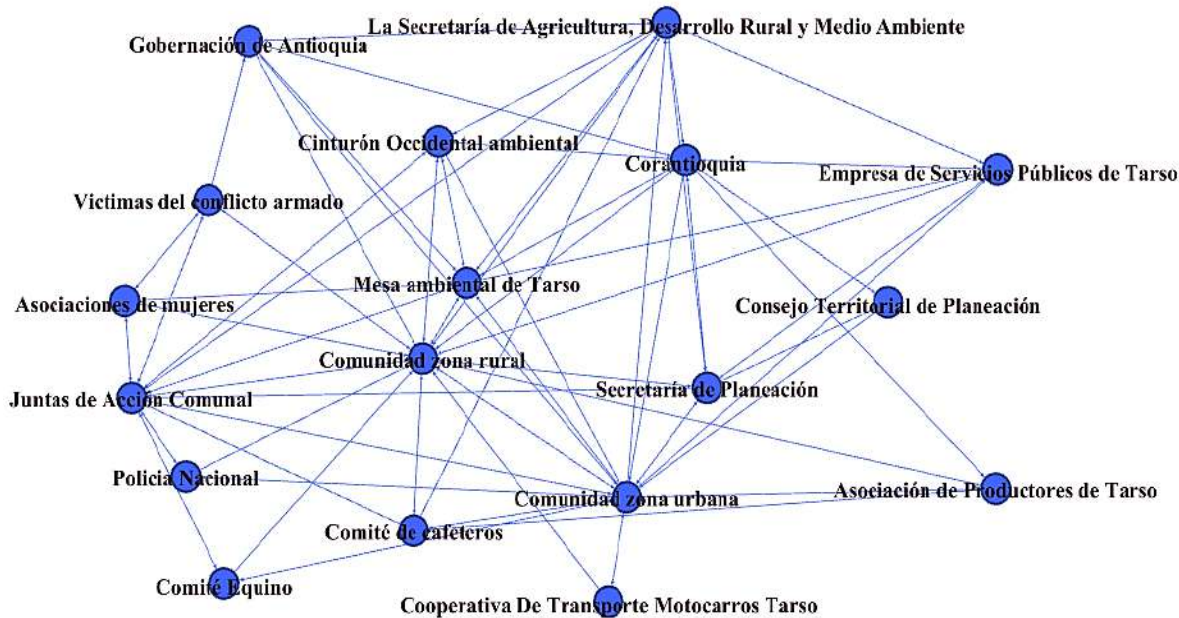 La Secretaría de Agricultura, Desarrollo Rural y Medio Ambiente
Gobernación de Antioquia
Cinturón Occidental ambiental
Corantioquia
Empresa de Servicios Públicos de Tarso
Victimas del conflicto armado
Mesa ambiental de Tarso
Asociaciones de mujeres
Consejo Territorial de Planeación
Comunidad zona rural
Secretaría de Planeación
Juntas de Acción Comunal
Policia Nacional
Comunidad zona urbana
Asociación de Productores de Tarso
Comité de cafeteros
Comité Equino
Cooperativa De Transporte Motocarros Tarso